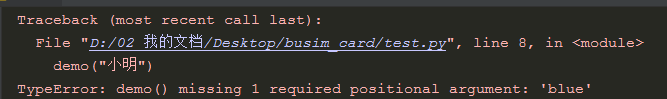 Traceback (most recent call last):
File "D:/02 我的文档/Desktop/busim_card/test.py", line 8, in <module>
demo("小明")
TypeError: demo() missing 1 required positional argument: 'blue'